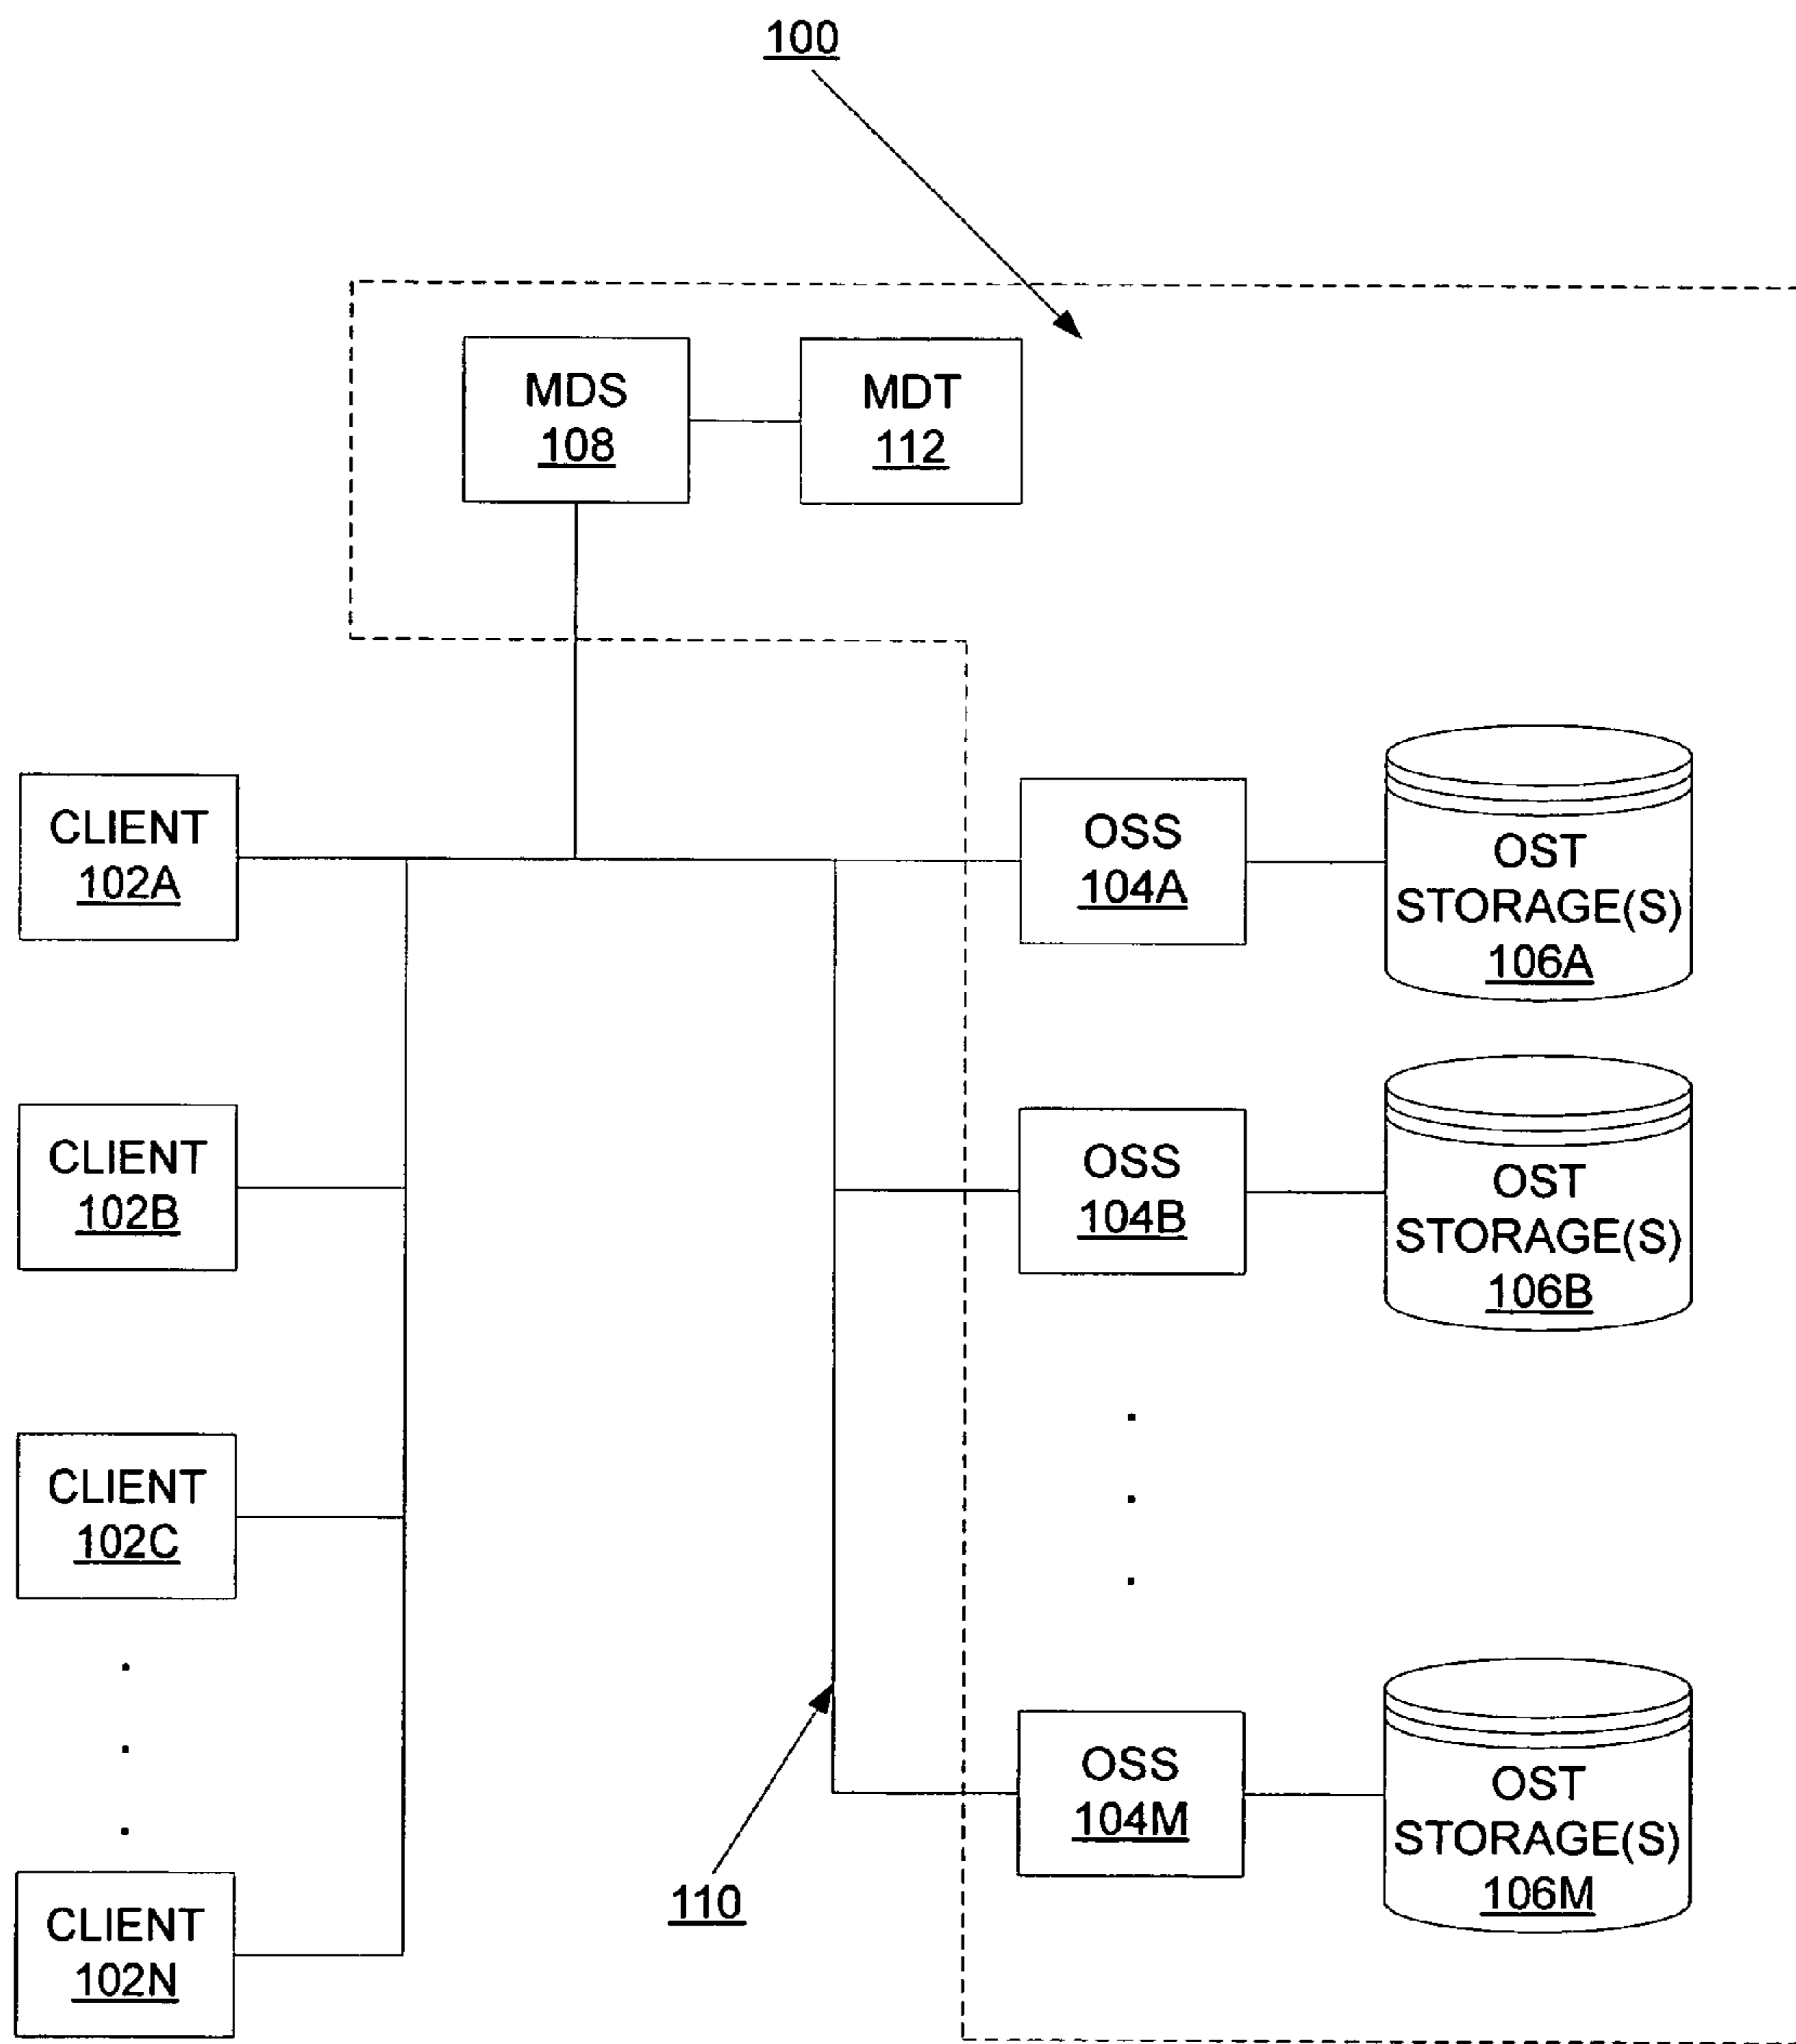 100
MDS
108
MDT
112
CLIENT
102A
OSS
104A
OST
STORAGE(S)
106A
CLIENT
102B
OSS
104B
OST
STORAGE(S)
106B
CLIENT
102C
OSS
104M
OST
STORAGE(S)
106M
110
CLIENT
102N